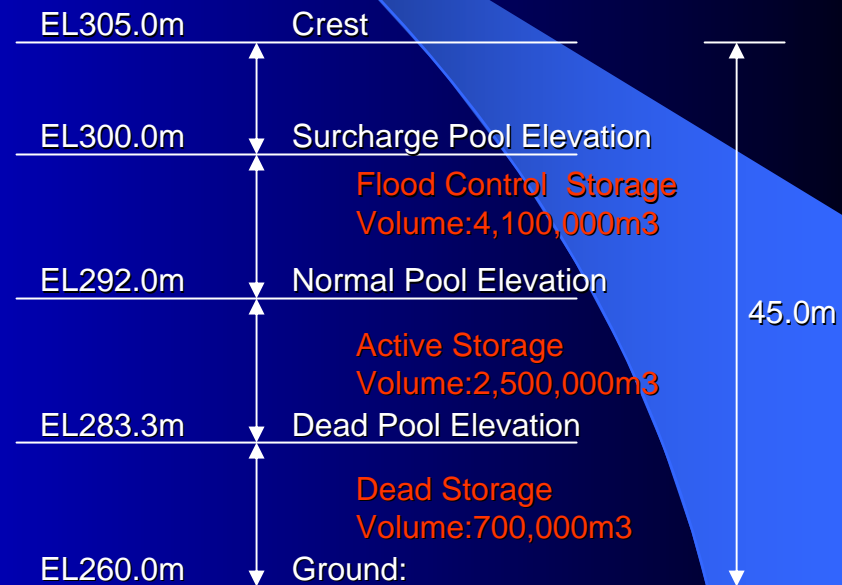 EL305.0m Crest
EL300.0m Surcharge Pool Elevation
Flood Control Storage
Volume:4,100,000m3
EL292.0m Normal Pool Elevation
45.0m
Active Storage
Volume:2,500,000m3
EL283.3m Dead Pool Elevation
Dead Storage
Volume:700,000m3
EL260.0m Ground: